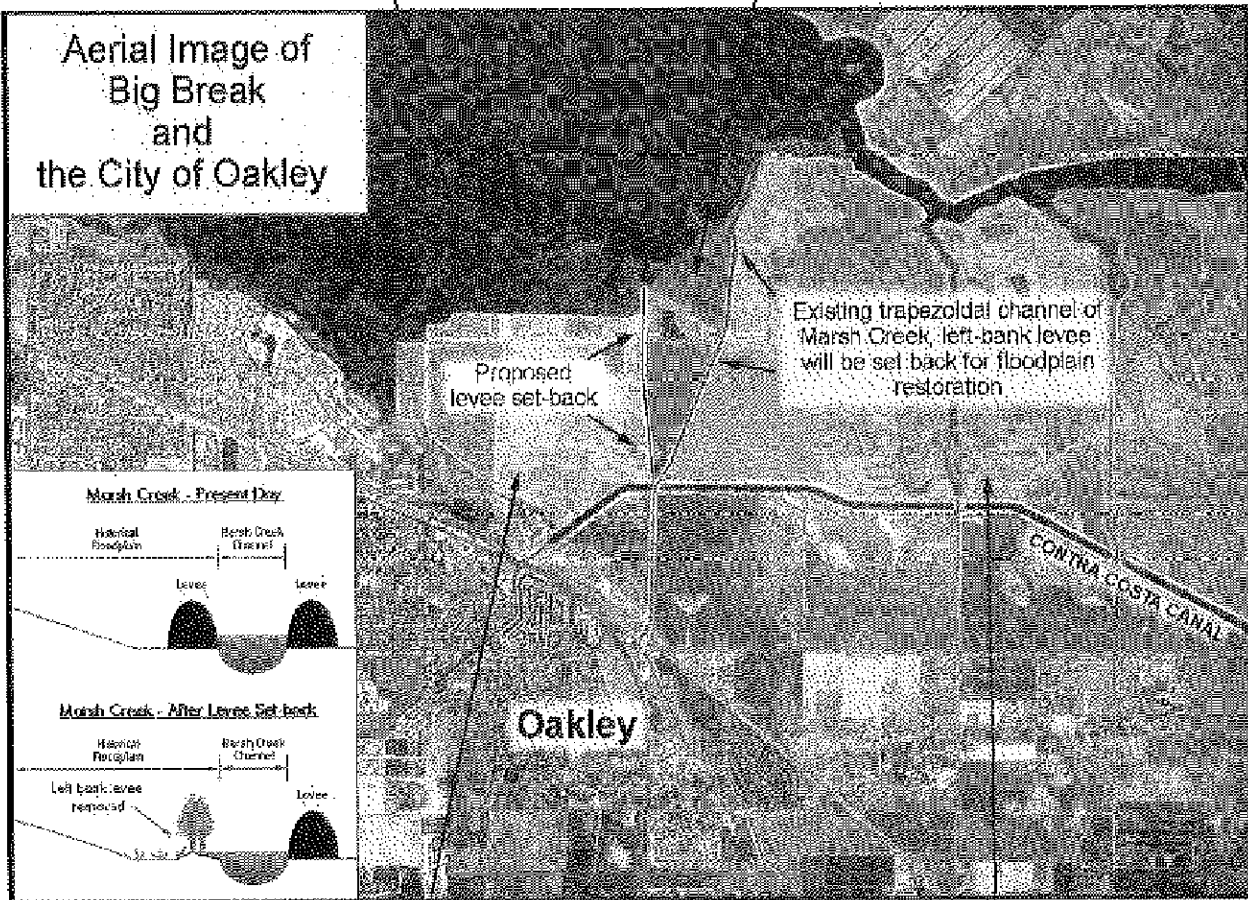 Aerial Image of
Big Break
and
the City of Oakley
Existing trapezoidal channel of
Marsh Creek, left-bank levee
will be set back for floodplain
restoration
Proposed
levee set-back
Marsh Creek - Present Day
Historical
Floodplain
Marsh Creek
Channel
Levee
Levee
CONTRA COSTA CANAL
Oakley
Marsh Creek - After Levee Set-back
Historical
Floodplain
Marsh Creek
Channel
Left bank levee
removed
Levee